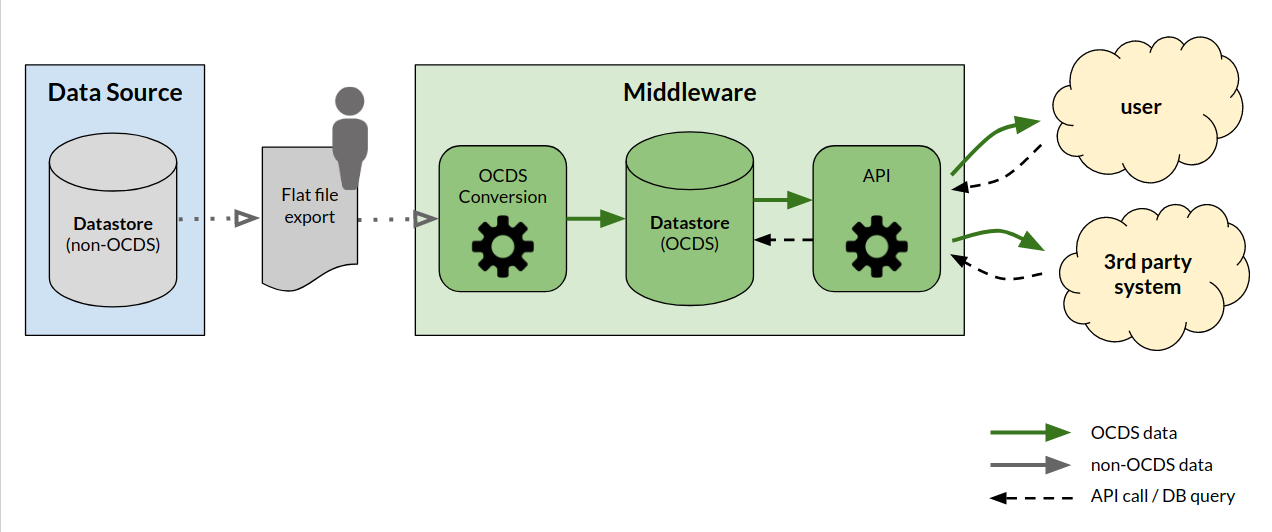 Data Source
Datastore
(non-OCDS)
Flat file
export
Middleware
OCDS
Conversion
Datastore
(OCDS)
API
user
3rd party
system
OCDS data
non-OCDS data
API call / DB query